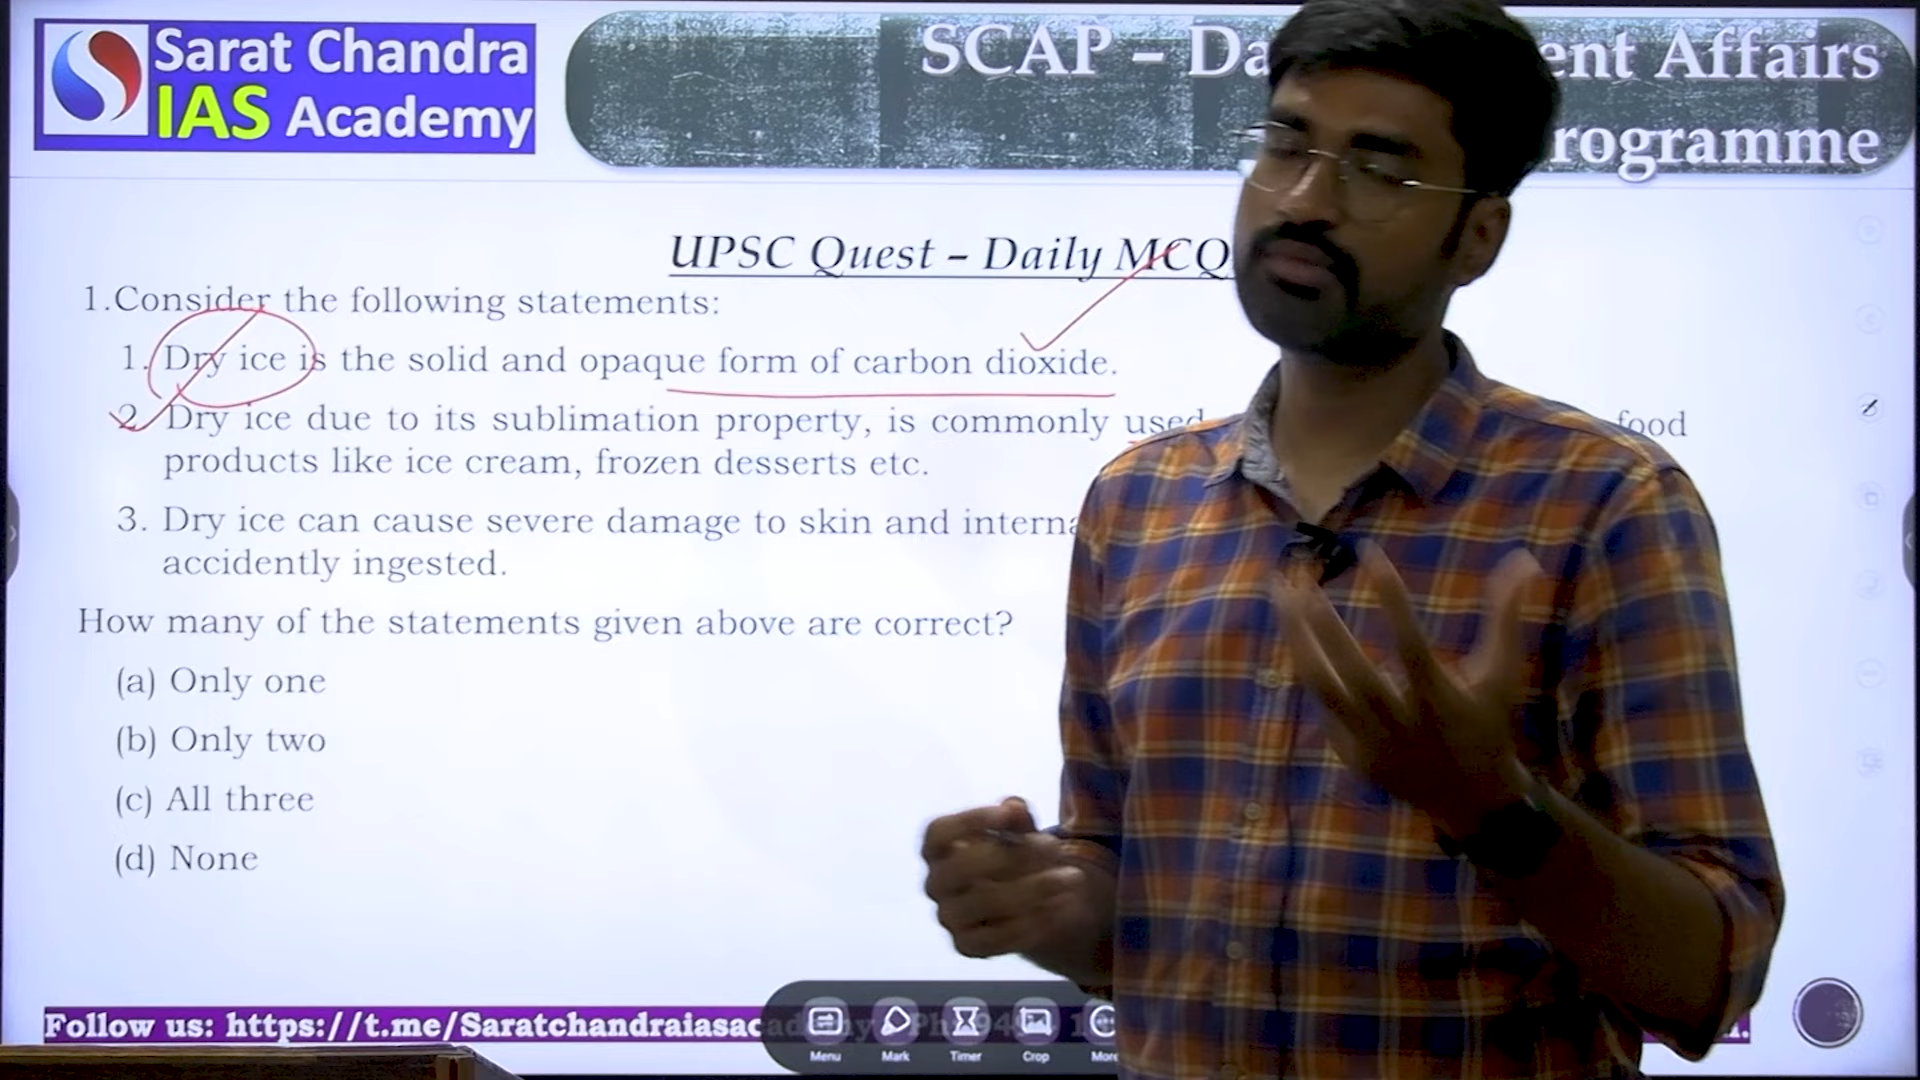 Sarat Chandra
IAS Academy
SCAP – Da ent Affairs
rogramme
UPSC Quest – Daily MCQ
1.Consider the following statements:
1. Dry ice is the solid and opaque form of carbon dioxide.
2. Dry ice due to its sublimation property, is commonly used food
products like ice cream, frozen desserts etc.
3. Dry ice can cause severe damage to skin and interna
accidently ingested.
How many of the statements given above are correct?
(a) Only one
(b) Only two
(c) All three
(d) None
Follow us: https://t.me/Saratchandraiasac
Menu Mark Timer Crop More